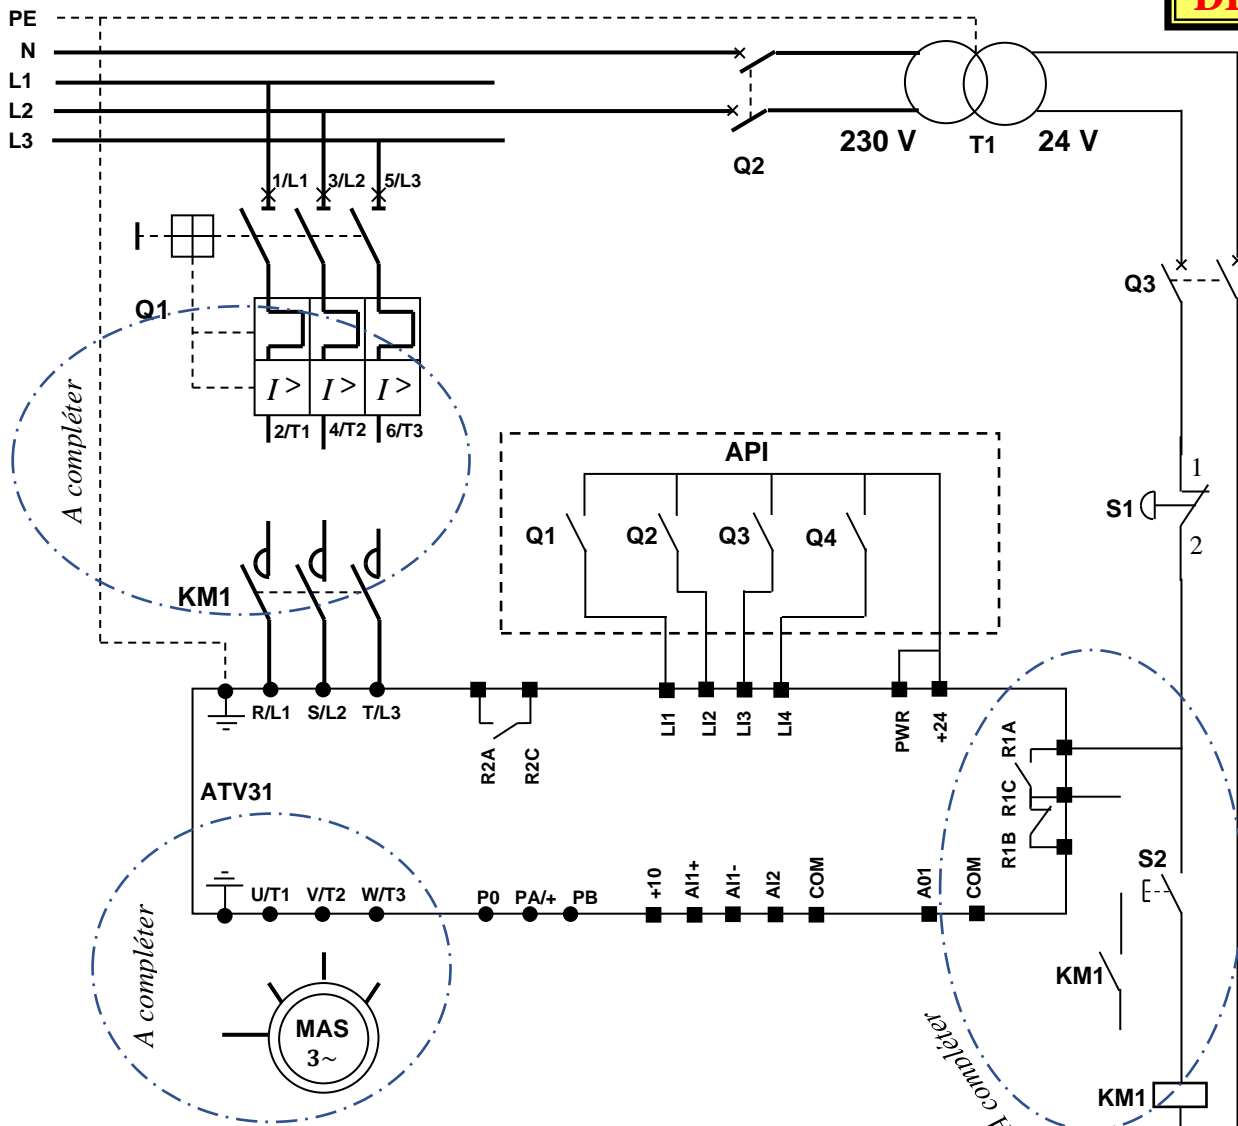 PE
DI
N
L1
L2
L3
230 V
T1
24 V
Q2
1/L1 3/L2 5/L3
Q3
Q1
A compléter
I > I > I >
2/T1 4/T2 6/T3
API
1
S1
2
Q1 Q2 Q3 Q4
KM1
R/L1 S/L2 T/L3
R2A
R2C
LI1
LI2
LI3
LI4
PWR
+24
R1A
R1C
R1B
ATV31
U/T1 V/T2 W/T3
P0 PA/+ PB
+10
AI1+
AI1-
AI2
COM
A01
COM
S2
A compléter
KM1
MAS
3~
A compléter
KM1